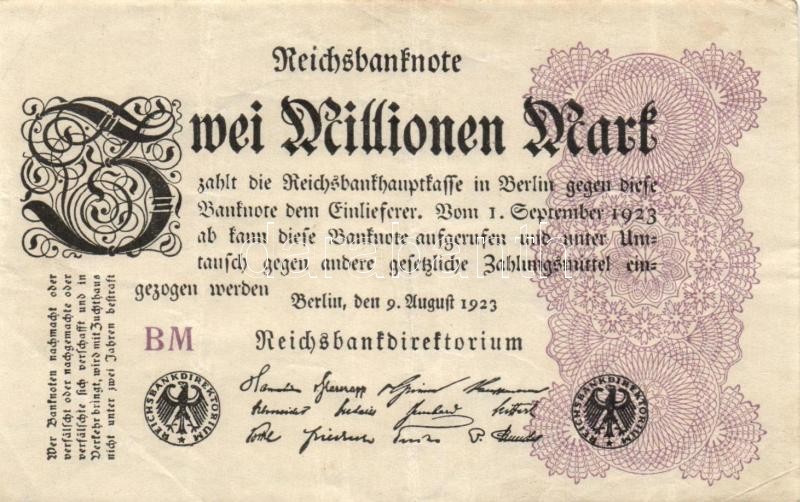 Reichsbanknote
Zwei Millionen Mark
zahlt die Reichsbankhauptkasse in Berlin gegen diese
Banknote dem Einlieferer. Vom 1. September 1923
ab kann diese Banknote aufgerufen und unter Um-
tausch gegen andere gesetzliche Zahlungsmittel ein-
gezogen werden
Berlin, den 9. August 1923
BM
Reichsbankdirektorium
REICHSBANKDIREKTORIUM
REICHSBANKDIREKTORIUM
Wer Banknoten nachmacht oder
verfälscht oder nachgemachte oder
verfälschte sich verschafft und in
Verkehr bringt, wird mit Zuchthaus
nicht unter zwei Jahren bestraft